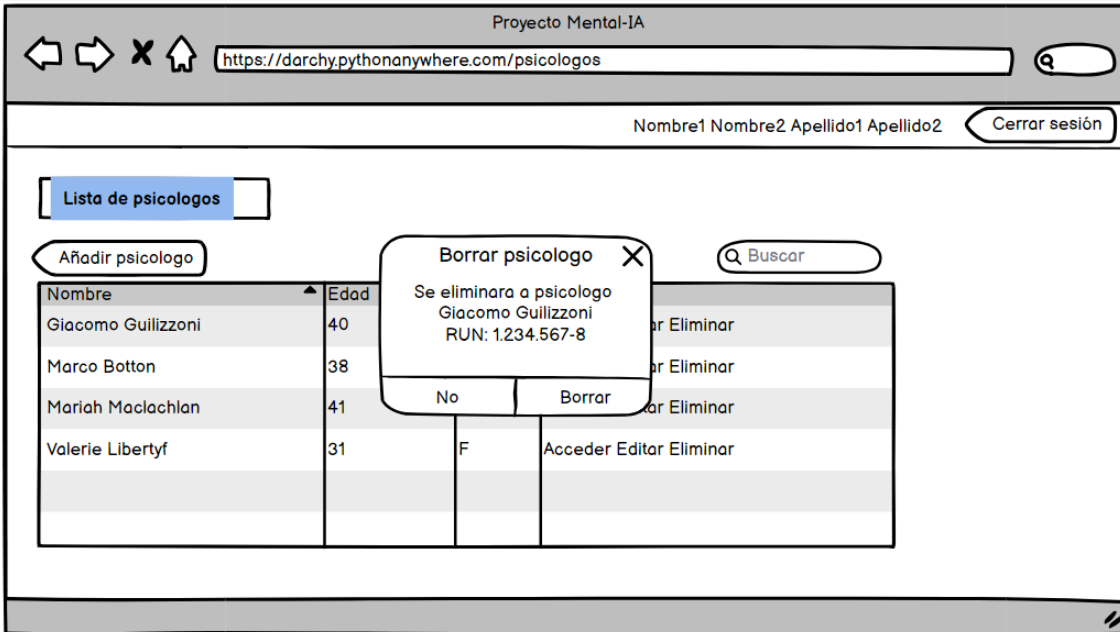 Proyecto Mental-IA
https://darchy.pythonanywhere.com/psicologos
Nombre1 Nombre2 Apellido1 Apellido2
Cerrar sesión
Lista de psicologos
Añadir psicologo
Buscar
Borrar psicologo
Se eliminara a psicologo
Giacomo Guilizzoni
RUN: 1.234.567-8
No Borrar
Nombre Edad
Giacomo Guilizzoni 40 Eliminar
Marco Botton 38 Eliminar
Mariah Maclachlan 41 Eliminar
Valerie Libertyf 31 F Acceder Editar Eliminar